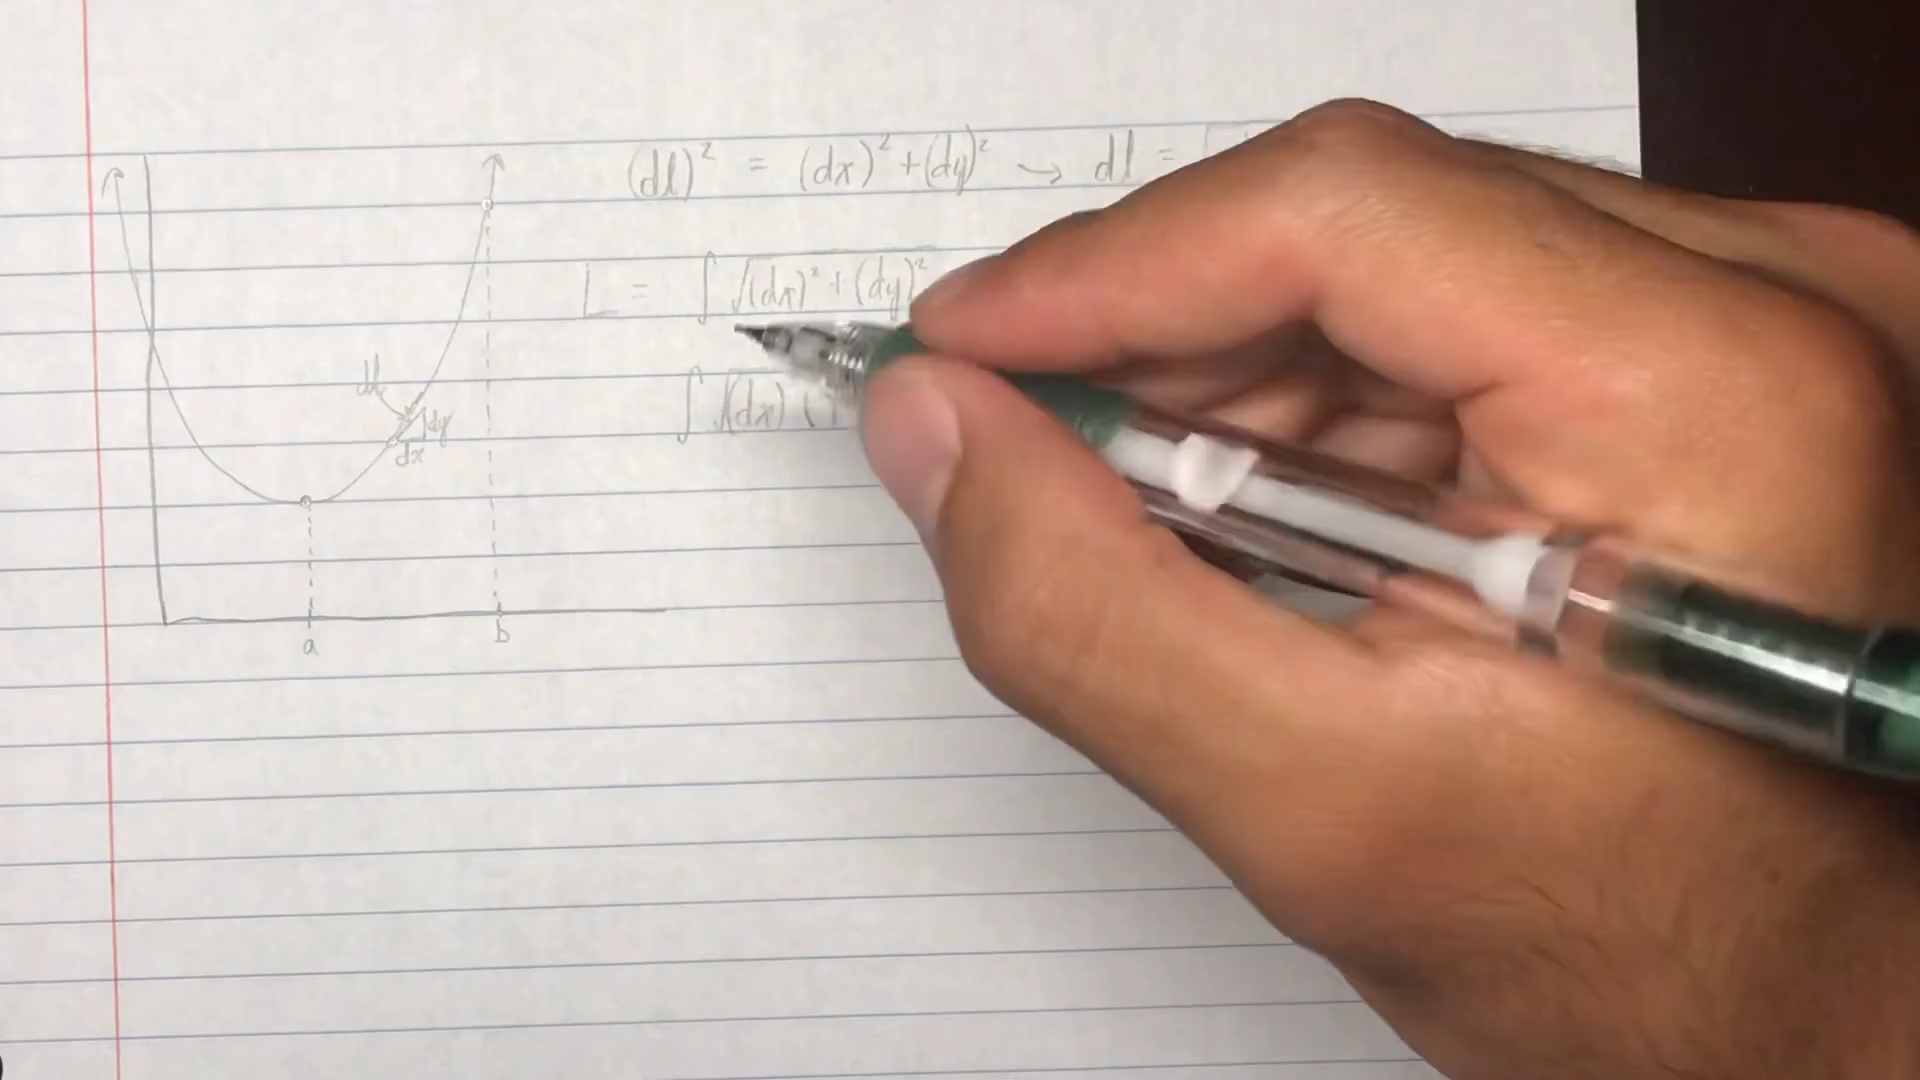 (dl)² = (dx)² + (dy)² → dl =
L = ∫ √(dx)² + (dy)²
∫ √(dx) (
dl
dy
dx
a
b